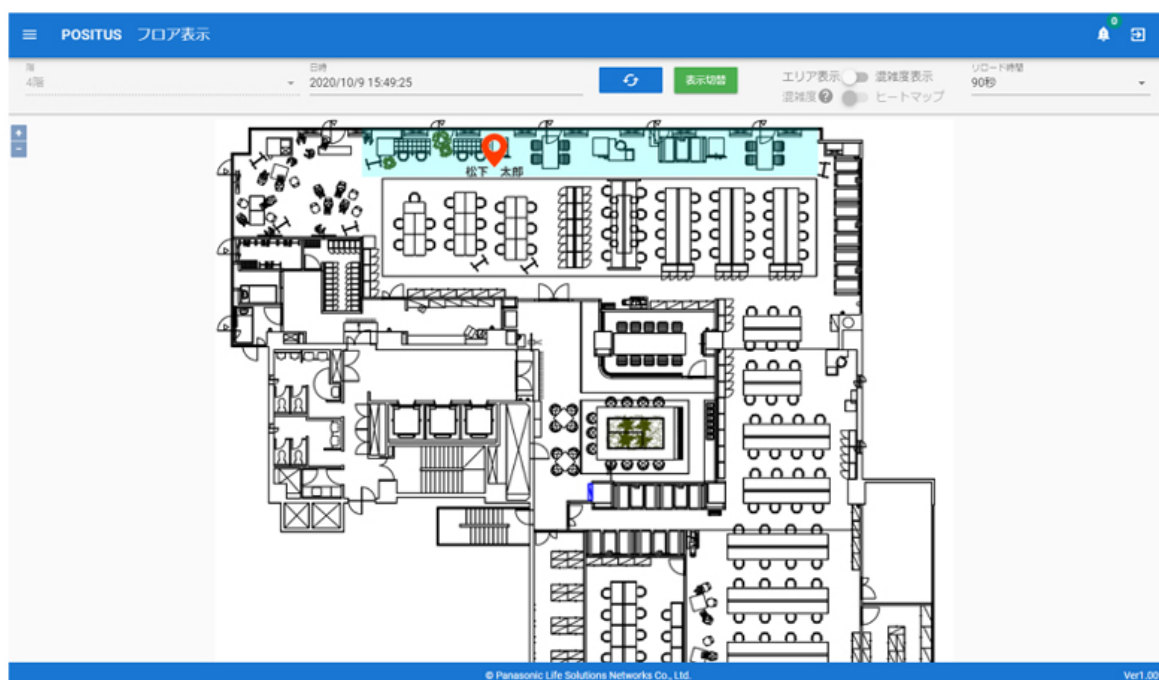 POSITUS フロア表示
0
階
4階
日時
2020/10/9 15:49:25
表示切替
エリア表示 混雑度表示
混雑度 ? ヒートマップ
リロード時間
90秒
+
-
松下 太郎
© Panasonic Life Solutions Networks Co., Ltd.
Ver1.00